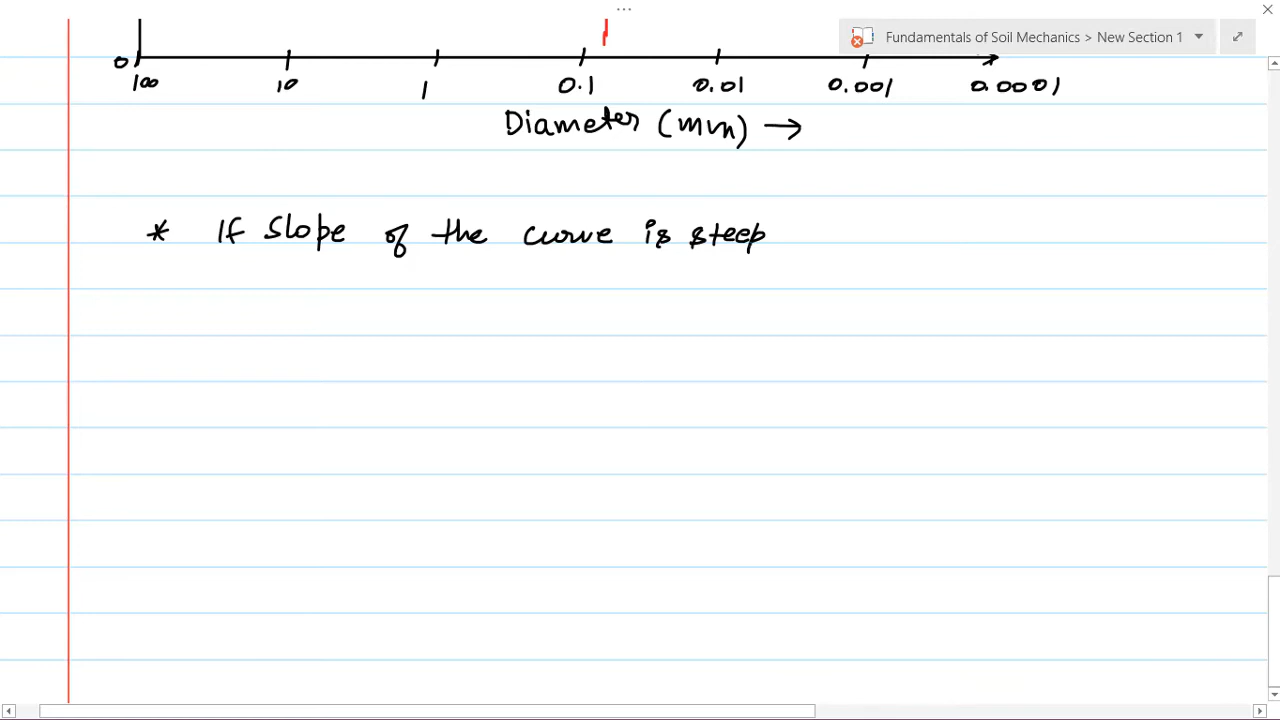 Fundamentals of Soil Mechanics > New Section 1
0
100 10 1 0.1 0.01 0.001 0.0001
Diameter (mm) →
* If slope of the curve is steep